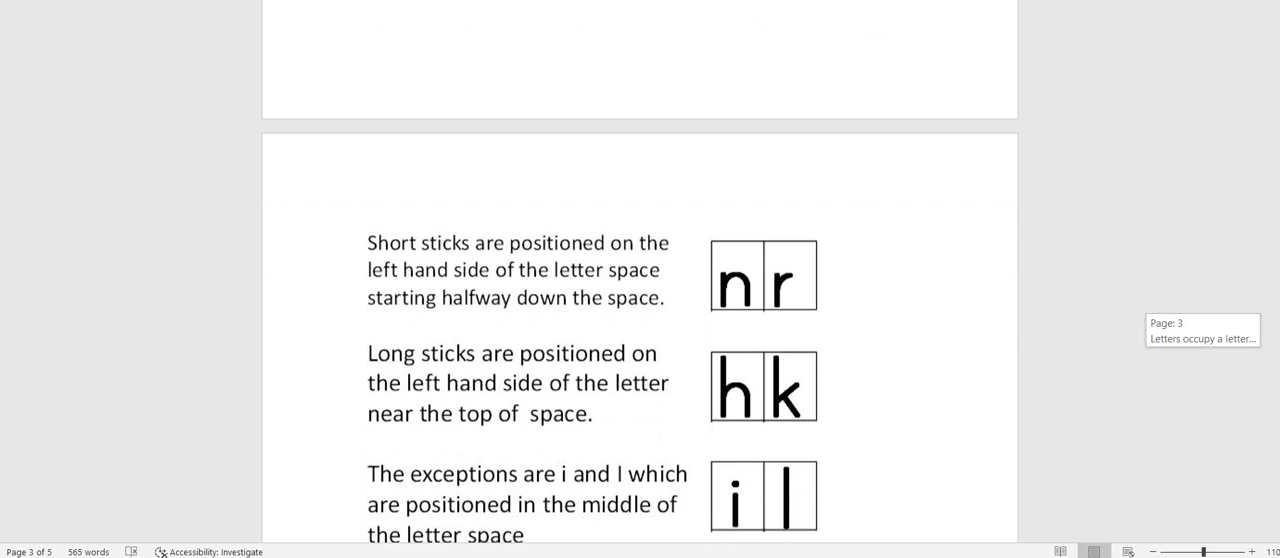 Short sticks are positioned on the
left hand side of the letter space
starting halfway down the space.
n r
Long sticks are positioned on
the left hand side of the letter
near the top of space.
h k
The exceptions are i and l which
are positioned in the middle of
the letter space
i l
Page: 3
Letters occupy a letter...
Page 3 of 5 565 words Accessibility: Investigate 110